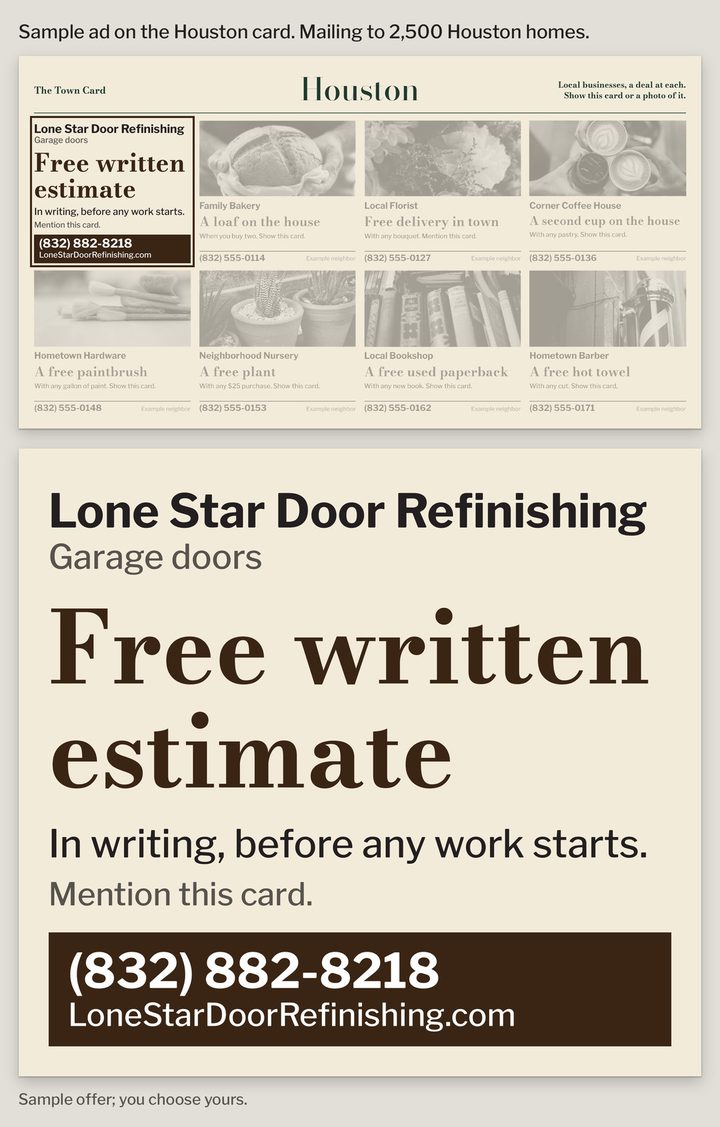 Sample ad on the Houston card. Mailing to 2,500 Houston homes.
The Town Card
Houston
Local businesses, a deal at each.
Show this card or a photo of it.
Lone Star Door Refinishing
Garage doors
Free written
estimate
In writing, before any work starts.
Mention this card.
(832) 882-8218
LoneStarDoorRefinishing.com
Family Bakery
A loaf on the house
When you buy two. Show this card.
(832) 555-0114
Example neighbor
Local Florist
Free delivery in town
With any bouquet. Mention this card.
(832) 555-0127
Example neighbor
Corner Coffee House
A second cup on the house
With any pastry. Show this card.
(832) 555-0136
Example neighbor
Hometown Hardware
A free paintbrush
With any gallon of paint. Show this card.
(832) 555-0148
Example neighbor
Neighborhood Nursery
A free plant
With any $25 purchase. Show this card.
(832) 555-0153
Example neighbor
Local Bookshop
A free used paperback
With any new book. Show this card.
(832) 555-0162
Example neighbor
Hometown Barber
A free hot towel
With any cut. Show this card.
(832) 555-0171
Example neighbor
Lone Star Door Refinishing
Garage doors
Free written
estimate
In writing, before any work starts.
Mention this card.
(832) 882-8218
LoneStarDoorRefinishing.com
Sample offer; you choose yours.